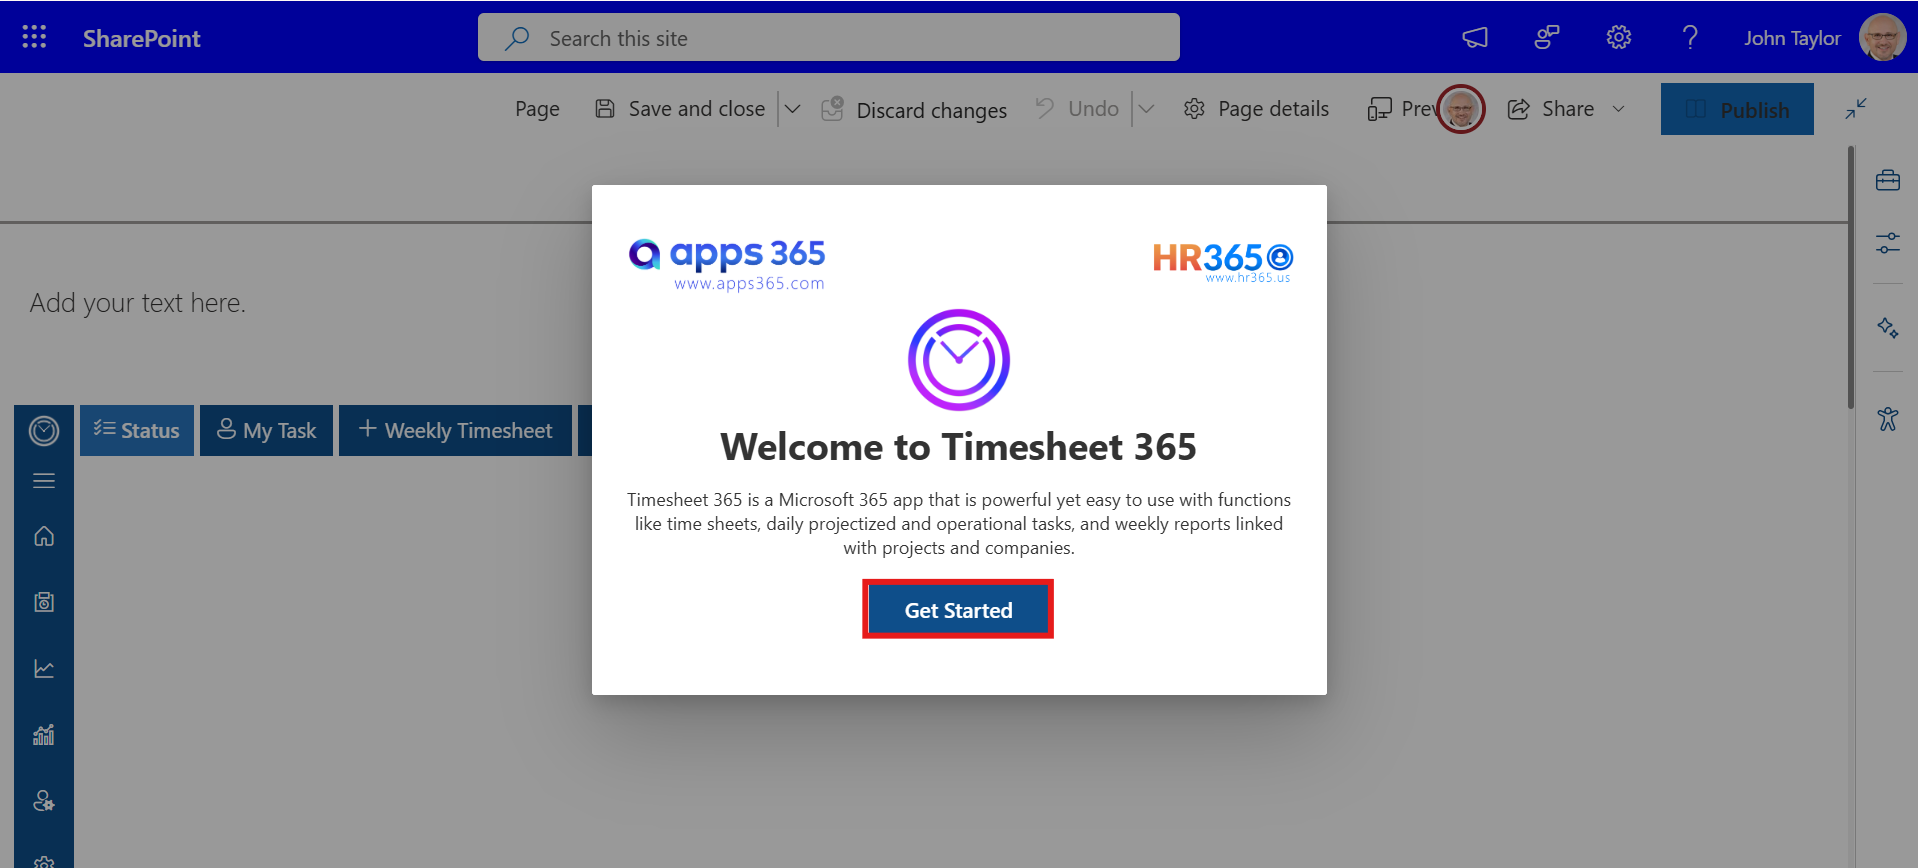 SharePoint
Search this site
John Taylor
Page
Save and close
Discard changes
Undo
Page details
Prev
Share
Publish
apps 365
www.apps365.com
HR365
www.hr365.us
Add your text here.
Welcome to Timesheet 365
Timesheet 365 is a Microsoft 365 app that is powerful yet easy to use with functions
like time sheets, daily projectized and operational tasks, and weekly reports linked
with projects and companies.
Get Started
Status
My Task
Weekly Timesheet